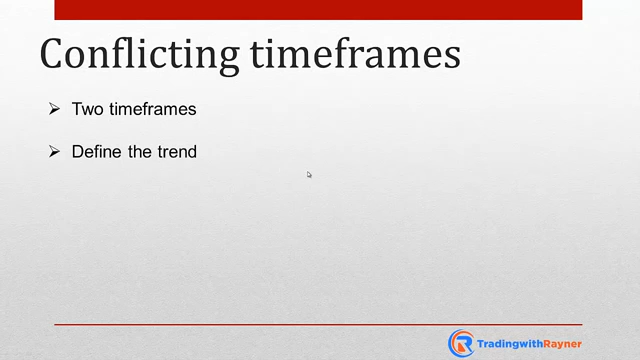 Conflicting timeframes
Two timeframes
Define the trend
TradingwithRayner